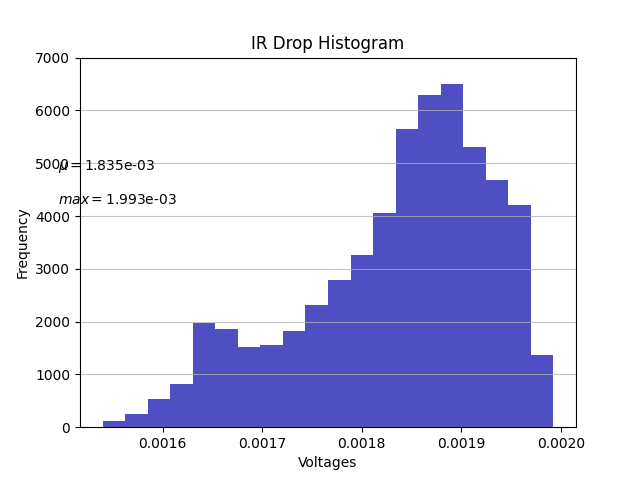 IR Drop Histogram
7000
6000
5000
4000
3000
2000
1000
0
Frequency
μ = 1.835e-03
max = 1.993e-03
0.0016 0.0017 0.0018 0.0019 0.0020
Voltages